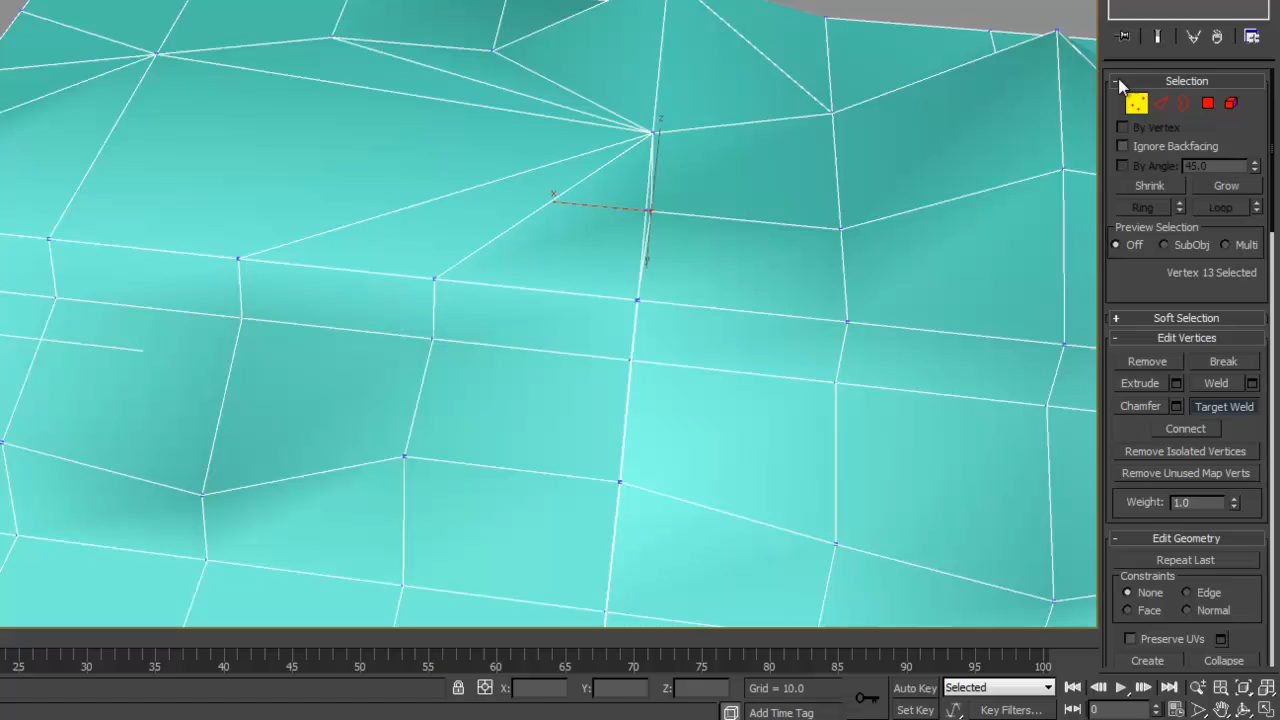 Selection
By Vertex
Ignore Backfacing
By Angle: 45.0
Shrink Grow
Ring Loop
Preview Selection
Off SubObj Multi
Vertex 13 Selected
Soft Selection
Edit Vertices
Remove Break
Extrude Weld
Chamfer Target Weld
Connect
Remove Isolated Vertices
Remove Unused Map Verts
Weight: 1.0
Edit Geometry
Repeat Last
Constraints
None Edge
Face Normal
Preserve UVs
Create Collapse
z
x
25 30 35 40 45 50 55 60 65 70 75 80 85 90 95 100
X: Y: Z: Grid = 10.0 Auto Key Selected
Add Time Tag Set Key Key Filters... 0